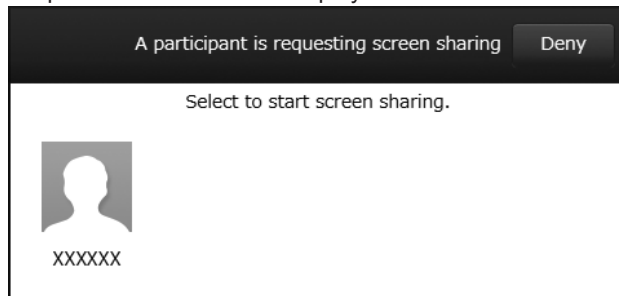 A participant is requesting screen sharing Deny
Select to start screen sharing.
XXXXXX